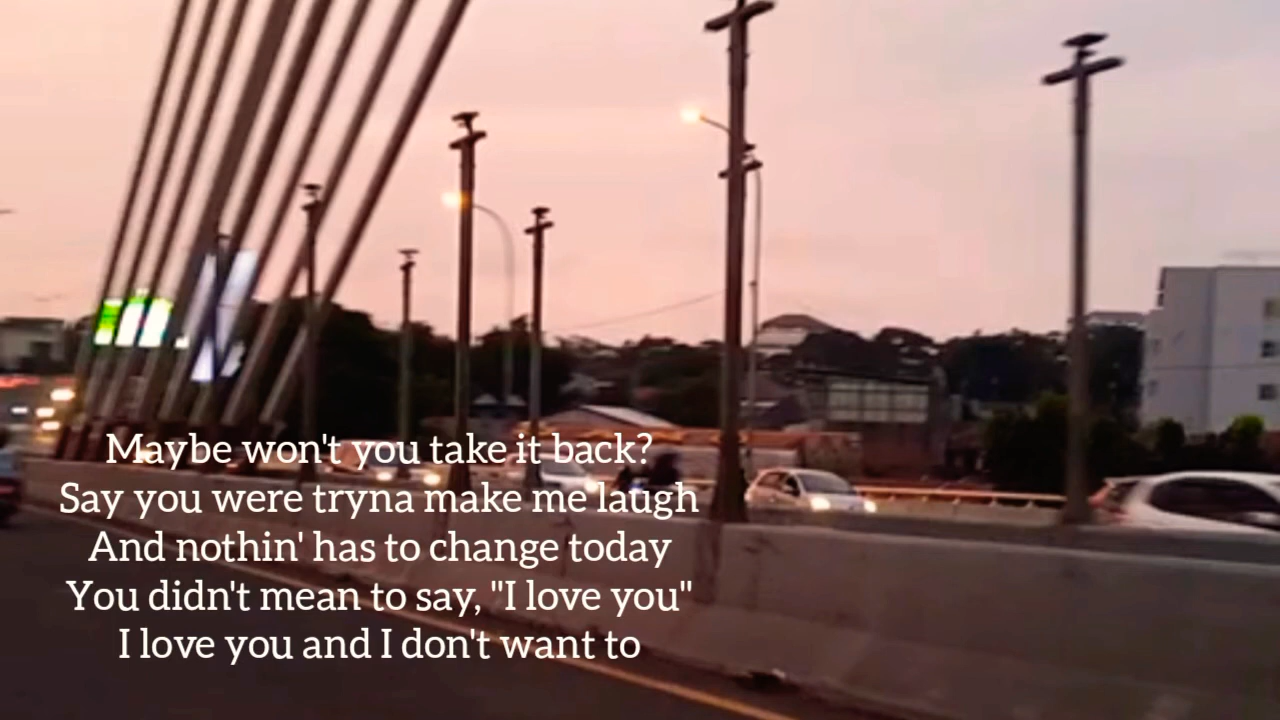 Maybe won't you take it back?
Say you were tryna make me laugh
And nothin' has to change today
You didn't mean to say, "I love you"
I love you and I don't want to